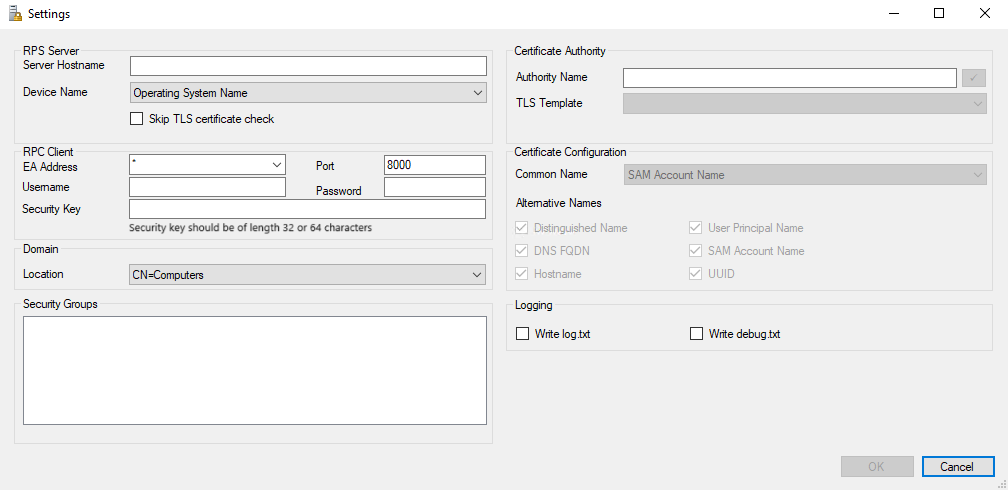 Settings
RPS Server
Server Hostname
Device Name
Operating System Name
Skip TLS certificate check
RPC Client
EA Address
*
Port
8000
Username
Password
Security Key
Security key should be of length 32 or 64 characters
Domain
Location
CN=Computers
Security Groups
Certificate Authority
Authority Name
TLS Template
Certificate Configuration
Common Name
SAM Account Name
Alternative Names
Distinguished Name
User Principal Name
DNS FQDN
SAM Account Name
Hostname
UUID
Logging
Write log.txt
Write debug.txt
OK
Cancel